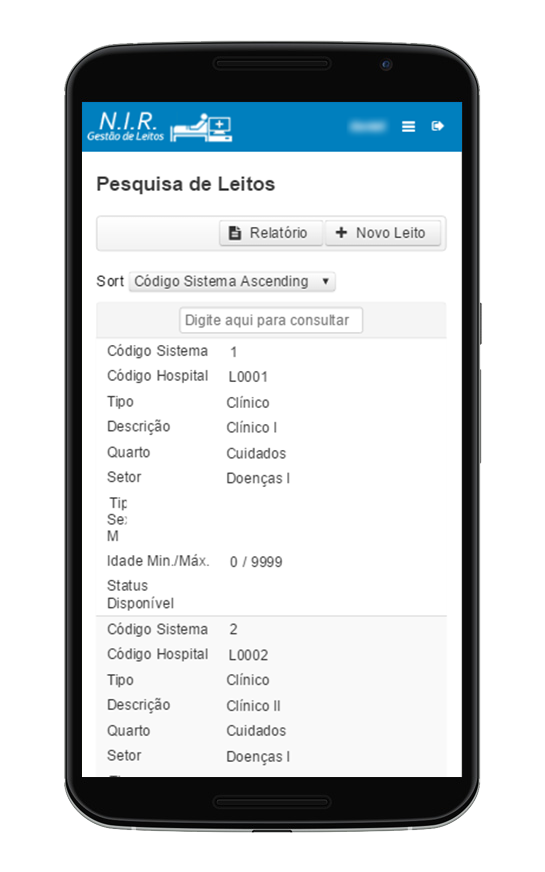 N.I.R.
Gestão de Leitos
Pesquisa de Leitos
Relatório Novo Leito
Sort Código Sistema Ascending
Digite aqui para consultar
Código Sistema 1
Código Hospital L0001
Tipo Clínico
Descrição Clínico I
Quarto Cuidados
Setor Doenças I
Tip
Se
M
Idade Min./Máx. 0 / 9999
Status
Disponível
Código Sistema 2
Código Hospital L0002
Tipo Clínico
Descrição Clínico II
Quarto Cuidados
Setor Doenças I